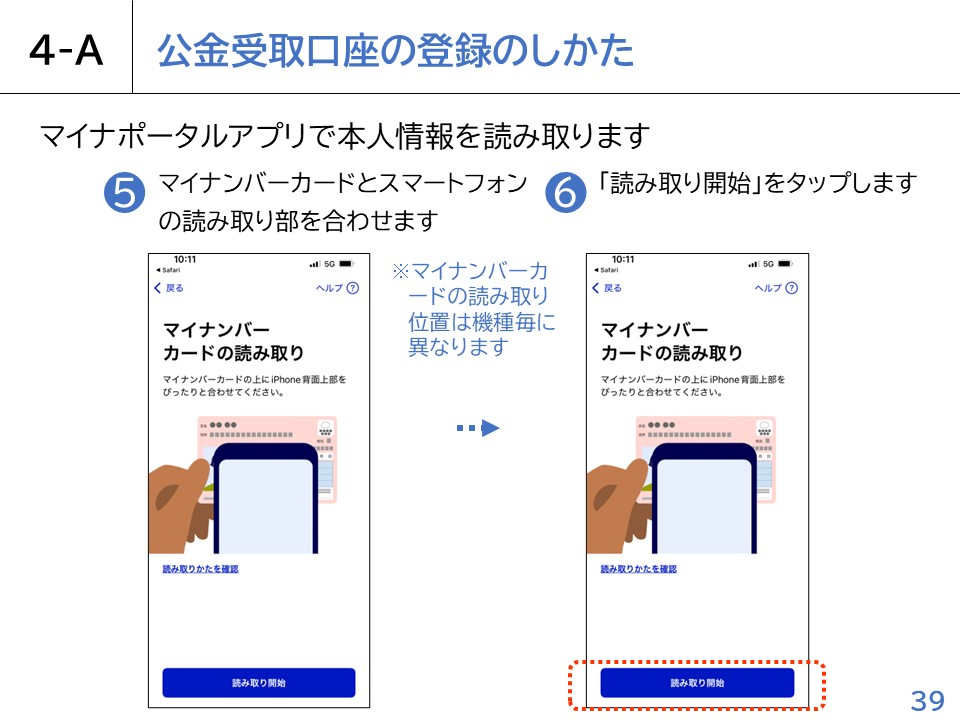 4-A
公金受取口座の登録のしかた
マイナポータルアプリで本人情報を読み取ります
5
マイナンバーカードとスマートフォン
の読み取り部を合わせます
6
「読み取り開始」をタップします
10:11
5G
Safari
戻る
ヘルプ ?
マイナンバー
カードの読み取り
マイナンバーカードの上にiPhone背面上部を
ぴったりと合わせてください。
読み取りかたを確認
読み取り開始
※マイナンバーカ
ードの読み取り
位置は機種毎に
異なります
10:11
5G
Safari
戻る
ヘルプ ?
マイナンバー
カードの読み取り
マイナンバーカードの上にiPhone背面上部を
ぴったりと合わせてください。
読み取りかたを確認
読み取り開始
39